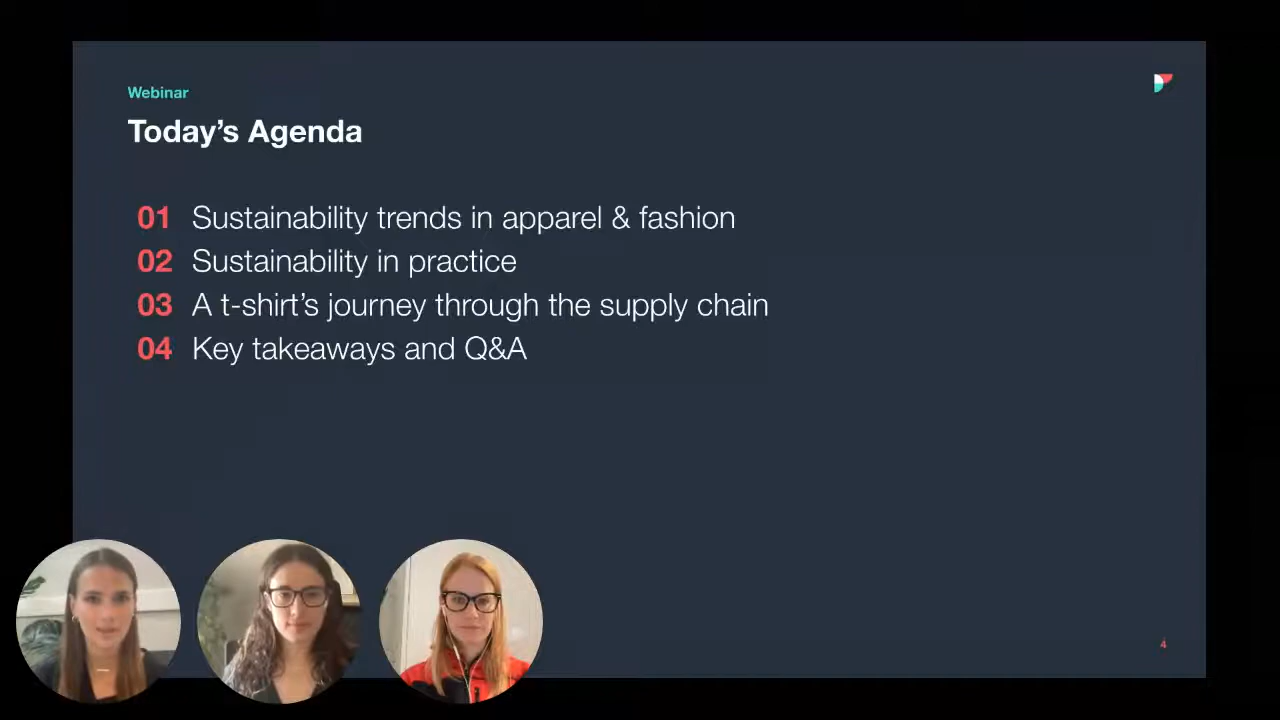 Webinar
Today’s Agenda
01 Sustainability trends in apparel & fashion
02 Sustainability in practice
03 A t-shirt’s journey through the supply chain
04 Key takeaways and Q&A
4